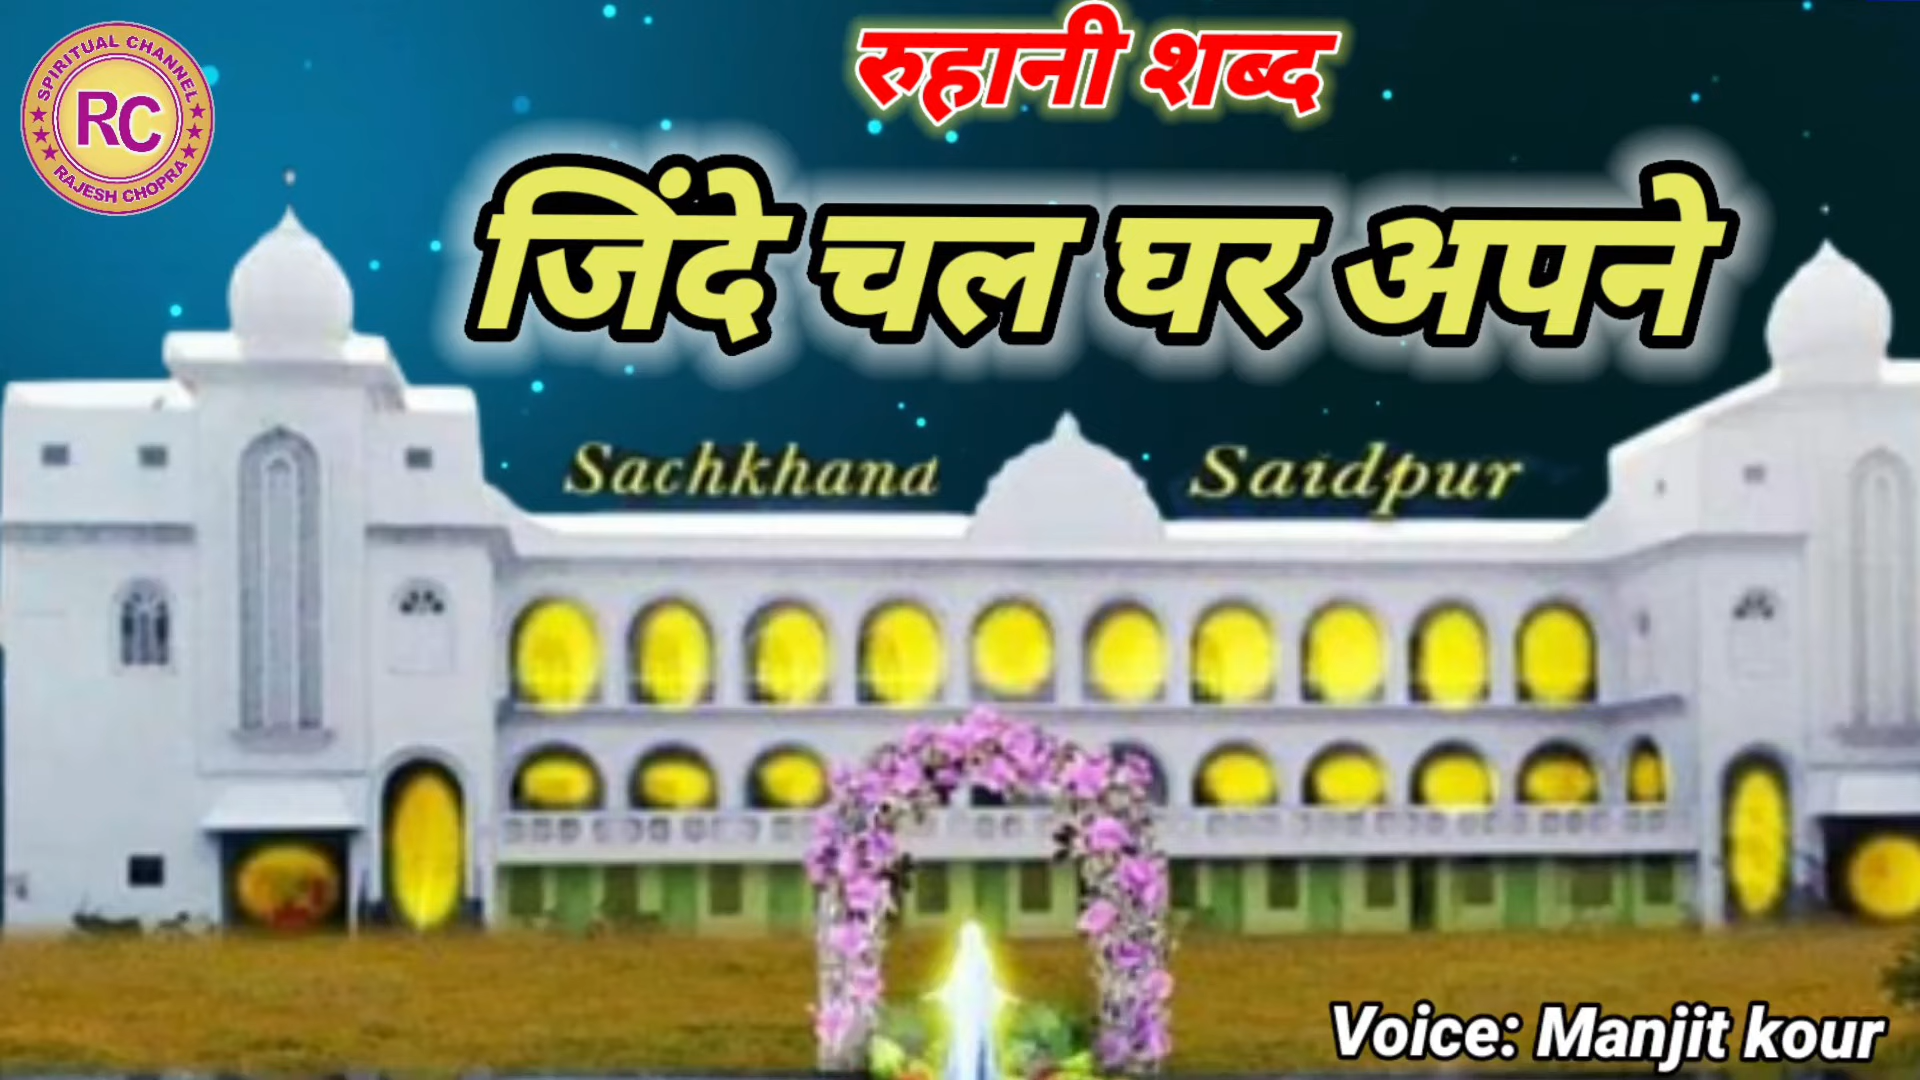 SPIRITUAL CHANNEL
RC
RAJESH CHOPRA
रुहानी शब्द
जिंदे चल घर अपने
Sachkhand Saidpur
Voice: Manjit kour